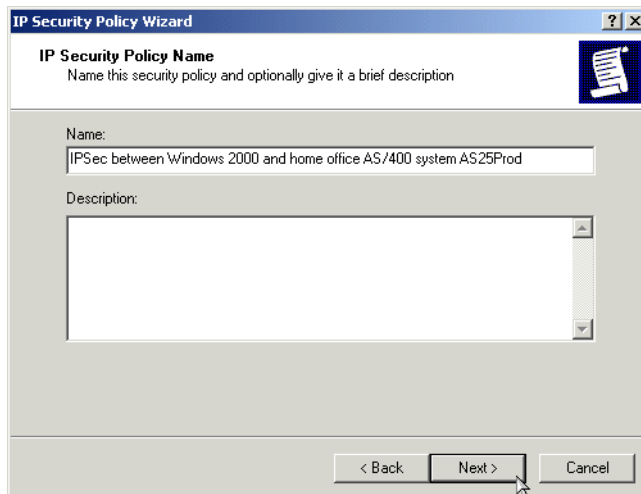 IP Security Policy Wizard
IP Security Policy Name
Name this security policy and optionally give it a brief description
Name:
IPSec between Windows 2000 and home office AS/400 system AS25Prod
Description:
< Back Next > Cancel